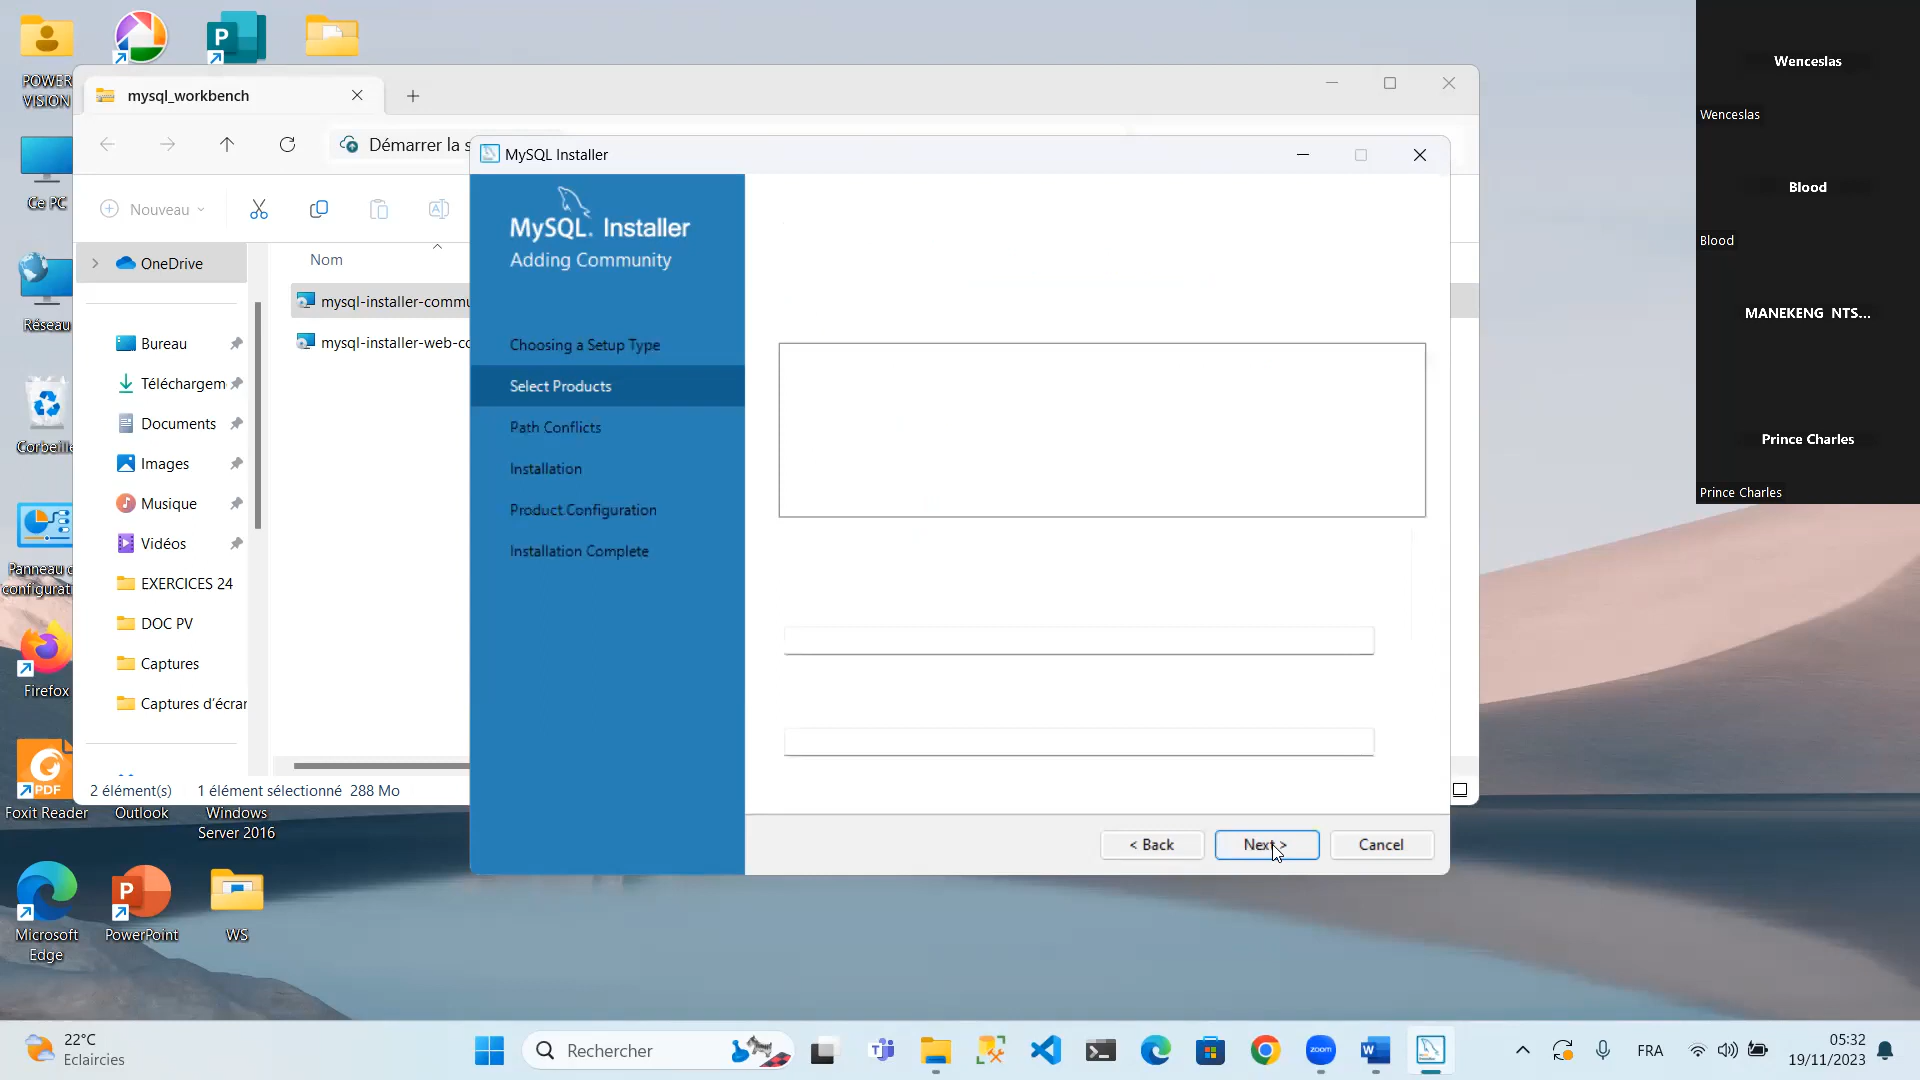 POWER
VISION
Ce PC
Réseau
Corbeille
Firefox
Foxit Reader
Microsoft
Edge
Outlook
PowerPoint
Windows
Server 2016
WS
mysql_workbench
Démarrer la s
Nouveau
OneDrive
Bureau
Téléchargem
Documents
Images
Musique
Vidéos
EXERCICES 24
DOC PV
Captures
Captures d'écran
Nom
mysql-installer-commu
mysql-installer-web-co
2 élément(s) 1 élément sélectionné 288 Mo
MySQL Installer
MySQL. Installer
Adding Community
Choosing a Setup Type
Select Products
Path Conflicts
Installation
Product Configuration
Installation Complete
< Back
Next >
Cancel
Wenceslas
Wenceslas
Blood
Blood
MANEKENG NTS...
Prince Charles
Prince Charles
22°C
Eclaircies
Rechercher
zoom
FRA
05:32
19/11/2023